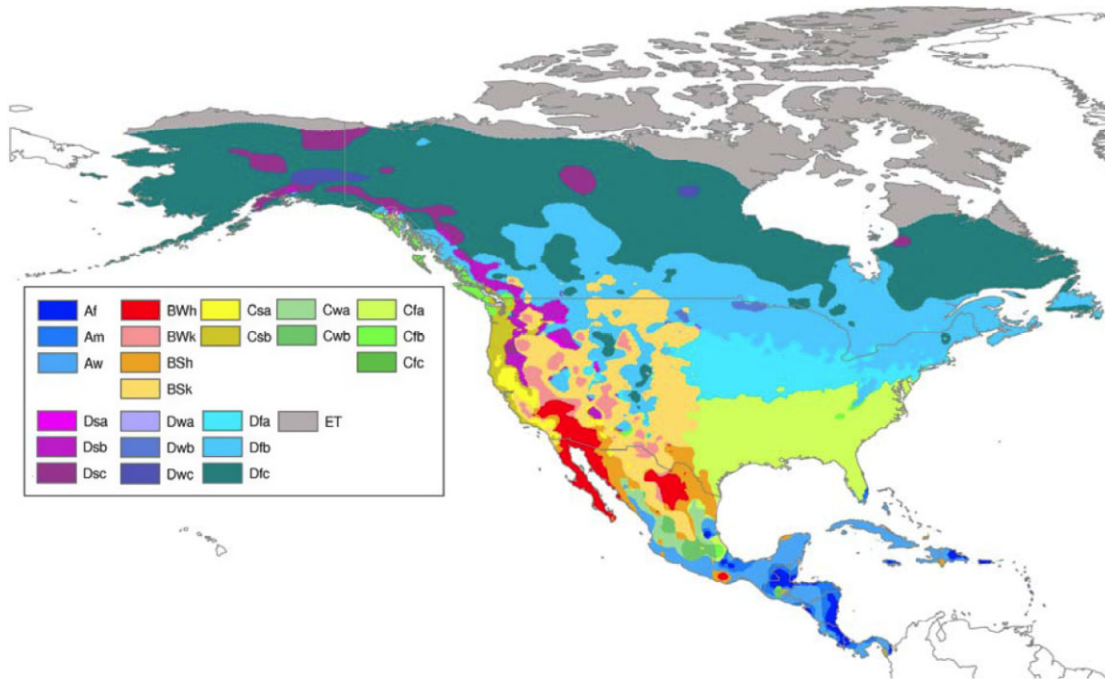 Af BWh Csa Cwa Cfa
Am BWk Csb Cwb Cfb
Aw BSh Cfc
BSk
Dsa Dwa Dfa ET
Dsb Dwb Dfb
Dsc Dwc Dfc